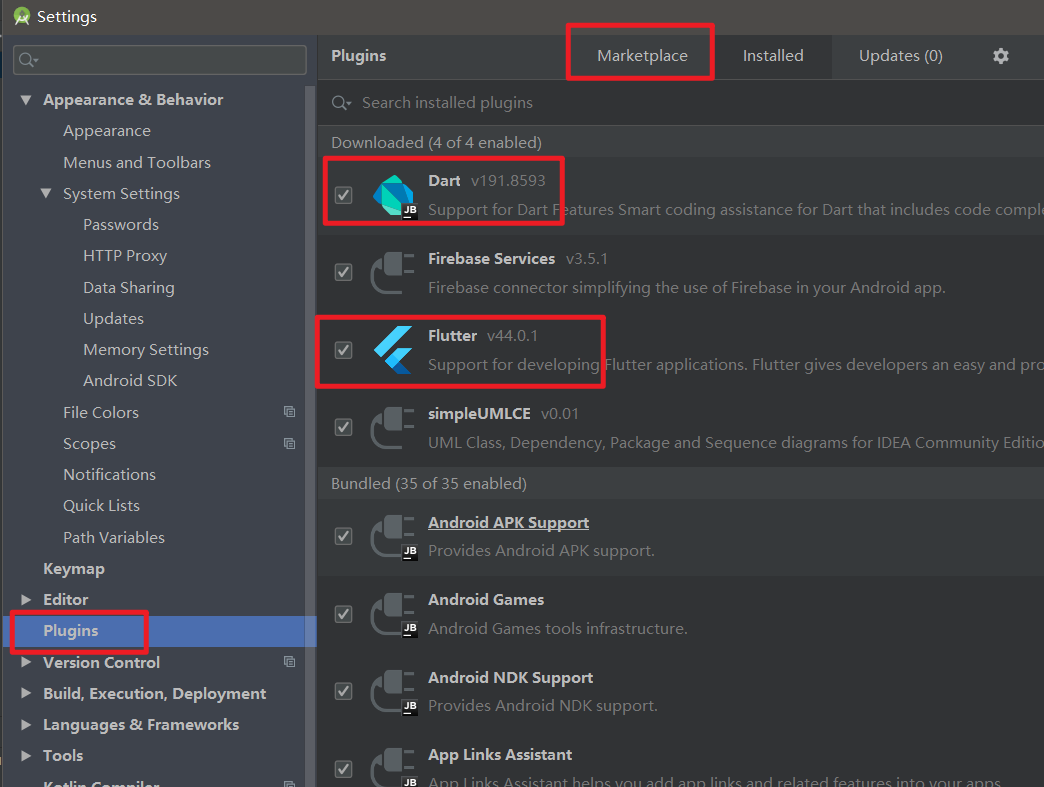 Settings
Appearance & Behavior
Appearance
Menus and Toolbars
System Settings
Passwords
HTTP Proxy
Data Sharing
Updates
Memory Settings
Android SDK
File Colors
Scopes
Notifications
Quick Lists
Path Variables
Keymap
Editor
Plugins
Version Control
Build, Execution, Deployment
Languages & Frameworks
Tools
Kotlin Compiler
Plugins
Marketplace
Installed
Updates (0)
Search installed plugins
Downloaded (4 of 4 enabled)
Dart v191.8593
JB
Support for Dart Features Smart coding assistance for Dart that includes code comple
Firebase Services v3.5.1
Firebase connector simplifying the use of Firebase in your Android app.
Flutter v44.0.1
Support for developing Flutter applications. Flutter gives developers an easy and pro
simpleUMLCE v0.01
UML Class, Dependency, Package and Sequence diagrams for IDEA Community Editio
Bundled (35 of 35 enabled)
Android APK Support
JB
Provides Android APK support.
Android Games
JB
Android Games tools infrastructure.
Android NDK Support
JB
Provides Android NDK support.
App Links Assistant
JB
App Links Assistant helps you add app links and related features into your apps.